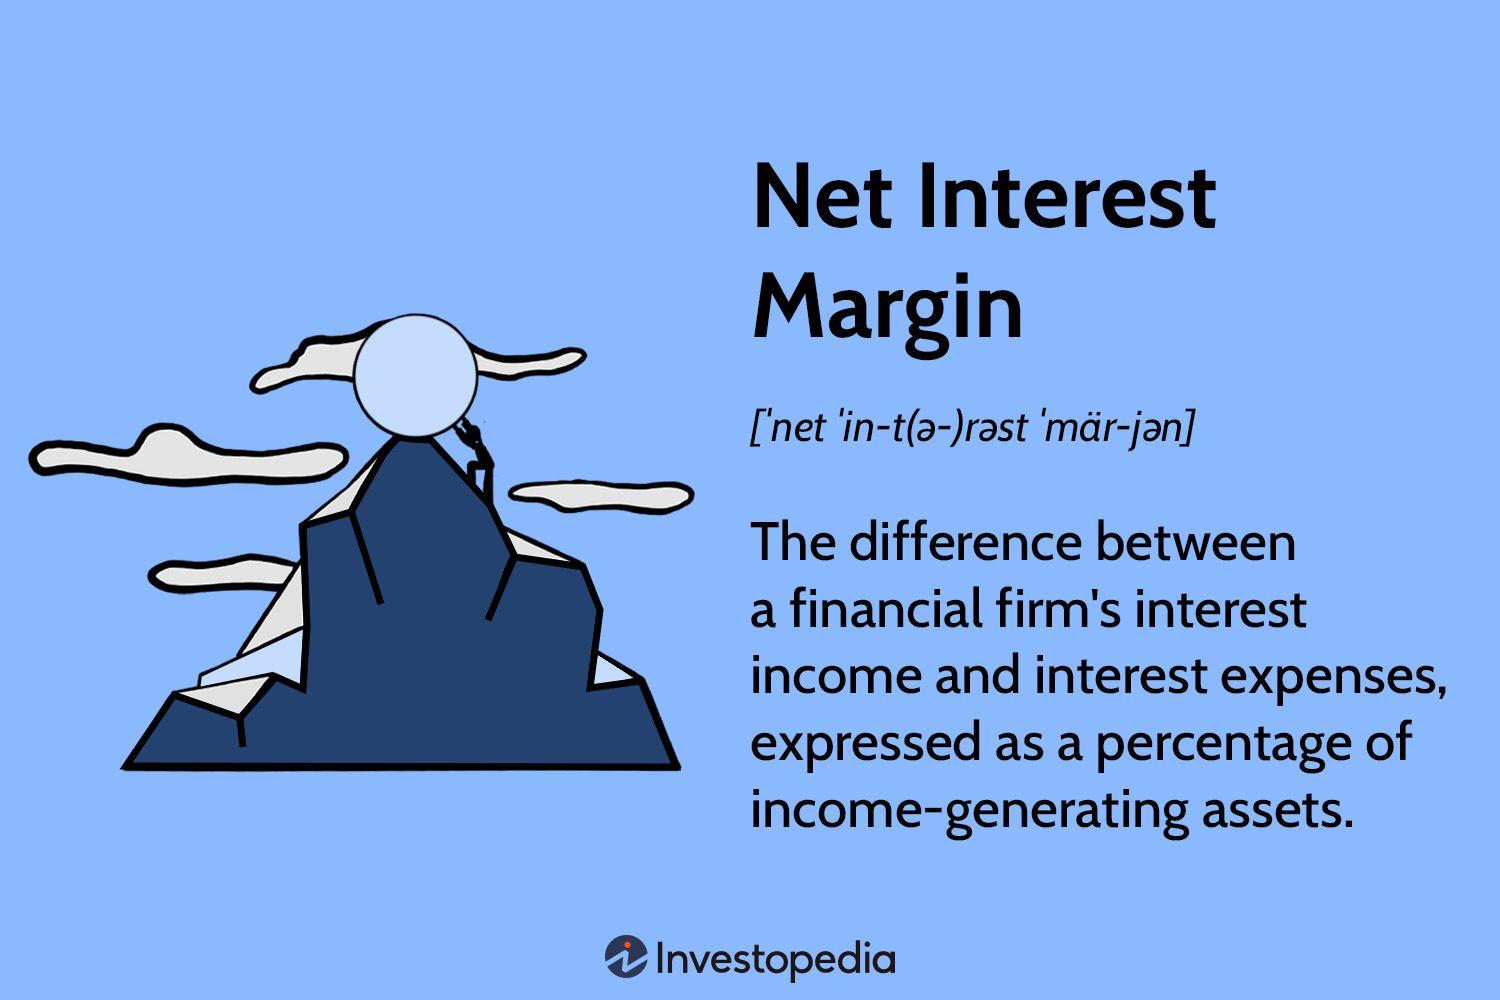 Net Interest
Margin
[ˈnet ˈin-t(ə-)rəst ˈmär-jən]
The difference between
a financial firm's interest
income and interest expenses,
expressed as a percentage of
income-generating assets.
Investopedia